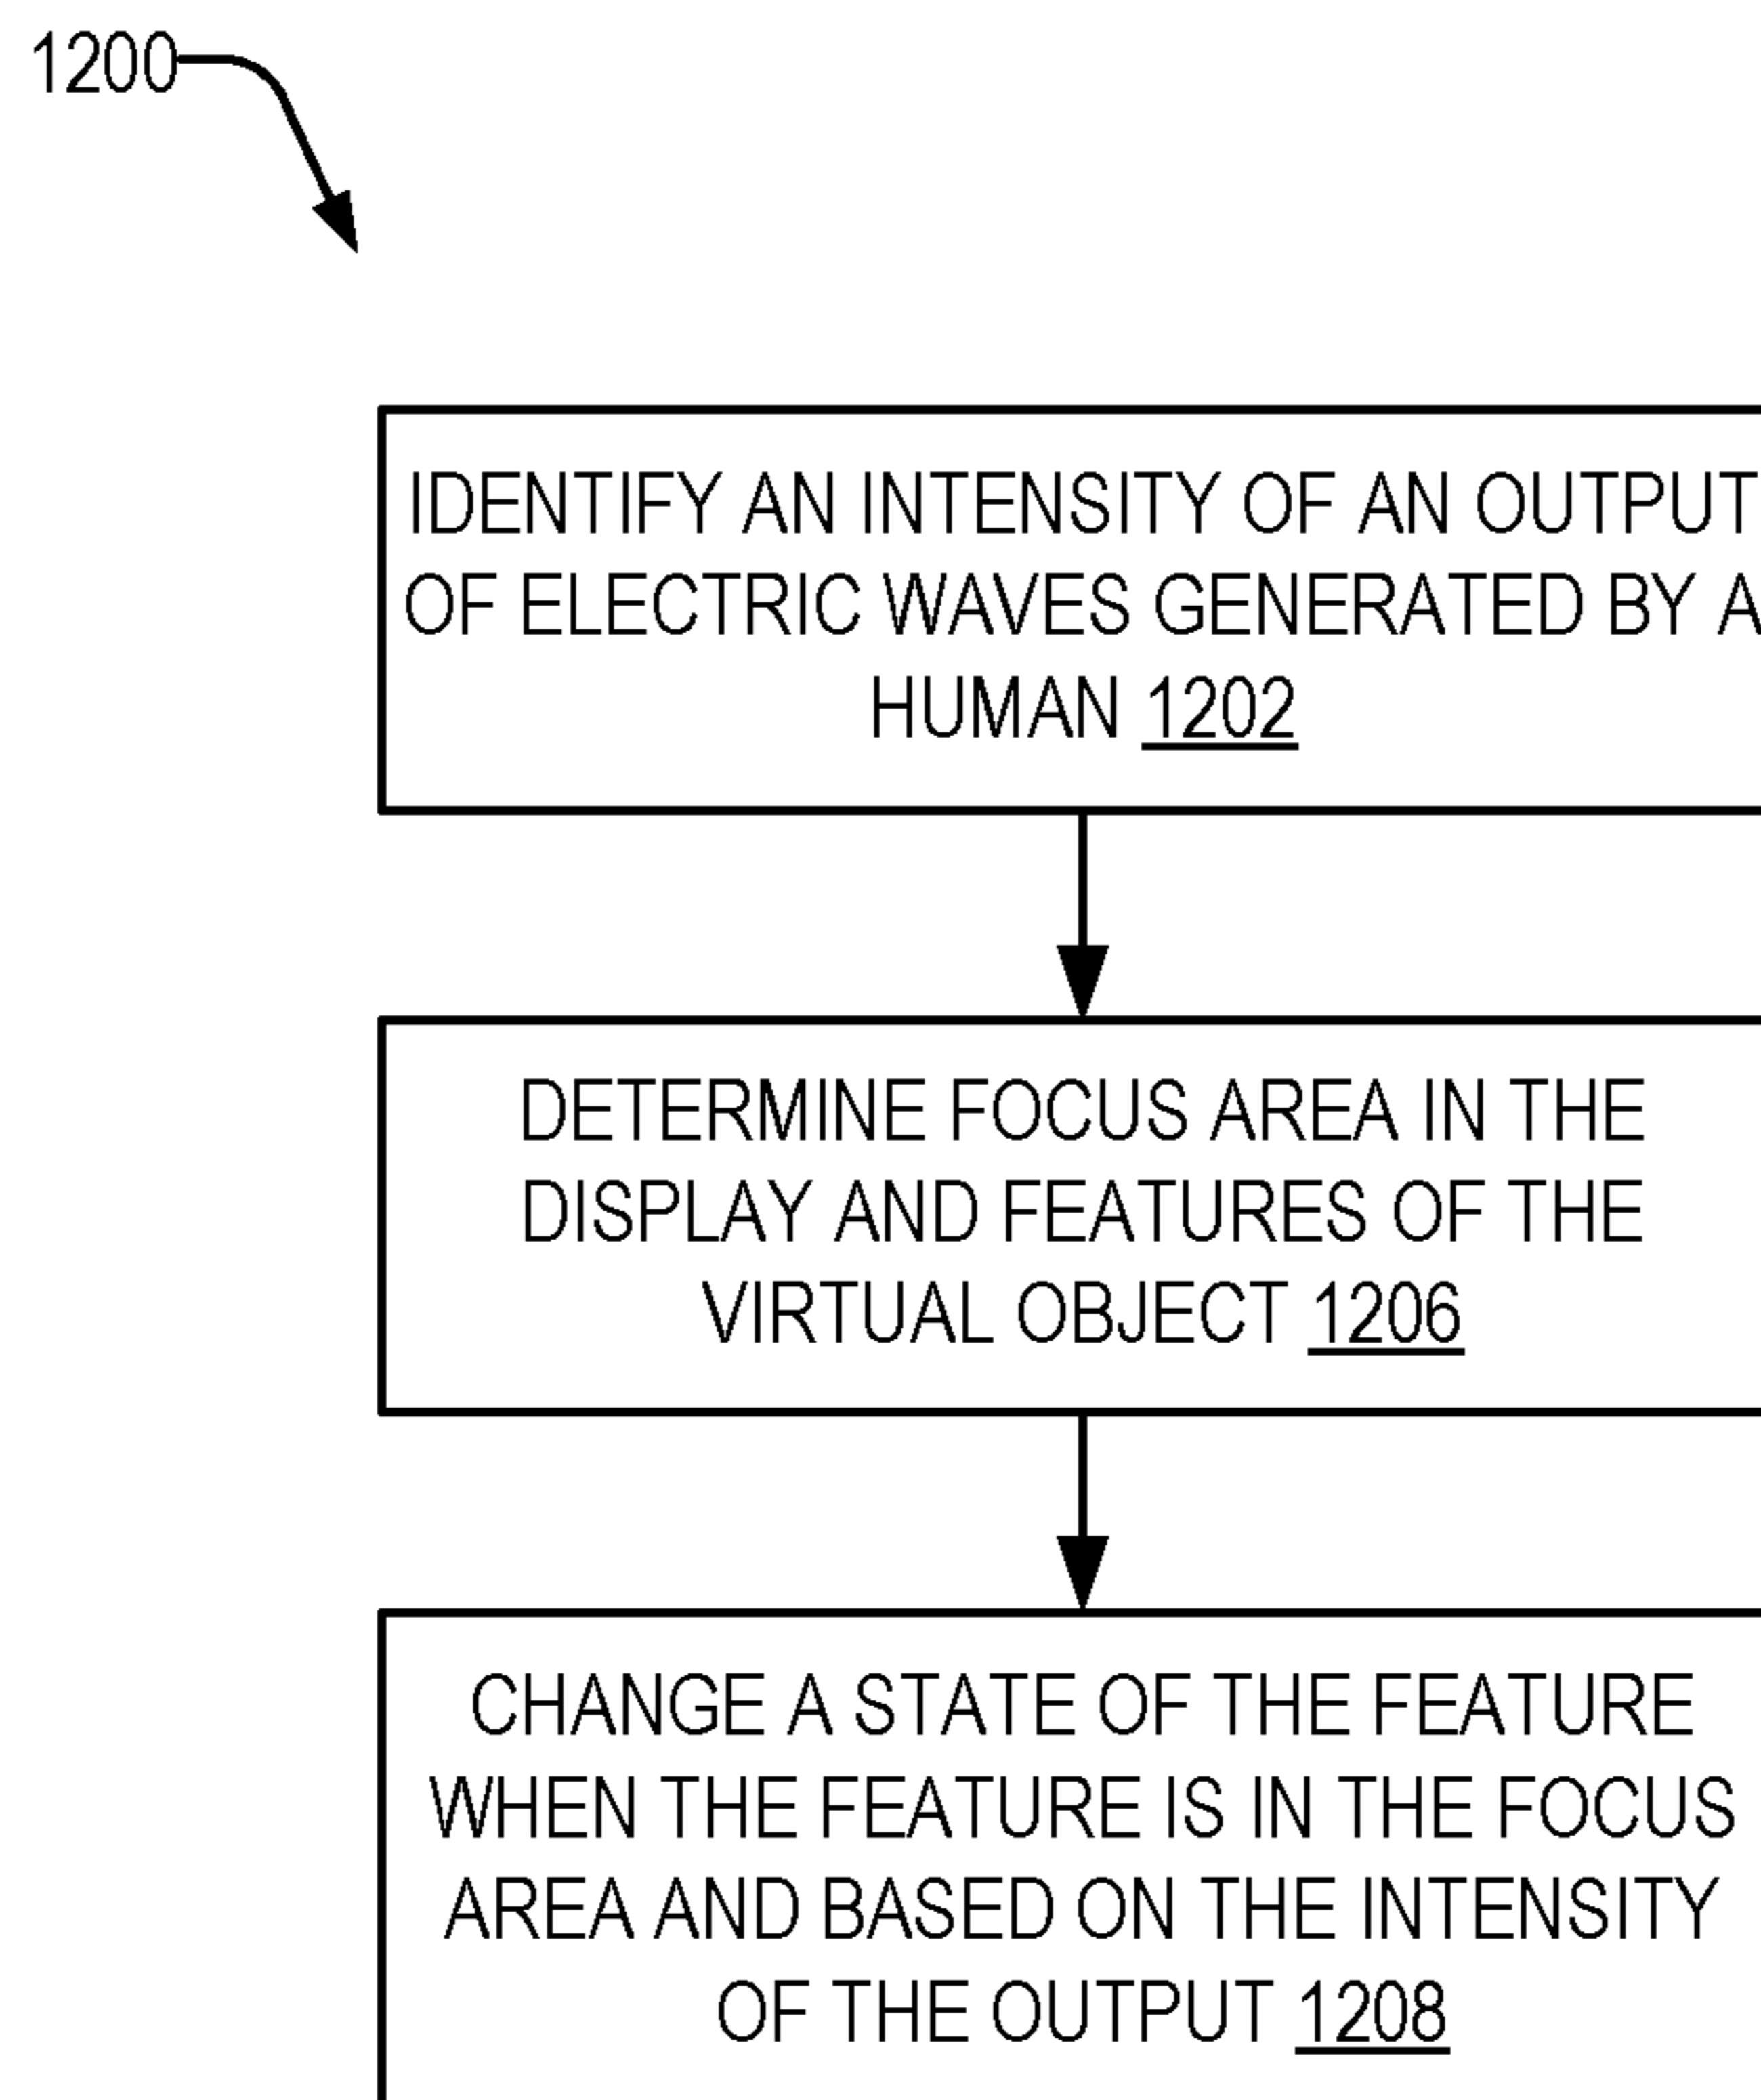 1200
IDENTIFY AN INTENSITY OF AN OUTPUT
OF ELECTRIC WAVES GENERATED BY A
HUMAN 1202
DETERMINE FOCUS AREA IN THE
DISPLAY AND FEATURES OF THE
VIRTUAL OBJECT 1206
CHANGE A STATE OF THE FEATURE
WHEN THE FEATURE IS IN THE FOCUS
AREA AND BASED ON THE INTENSITY
OF THE OUTPUT 1208